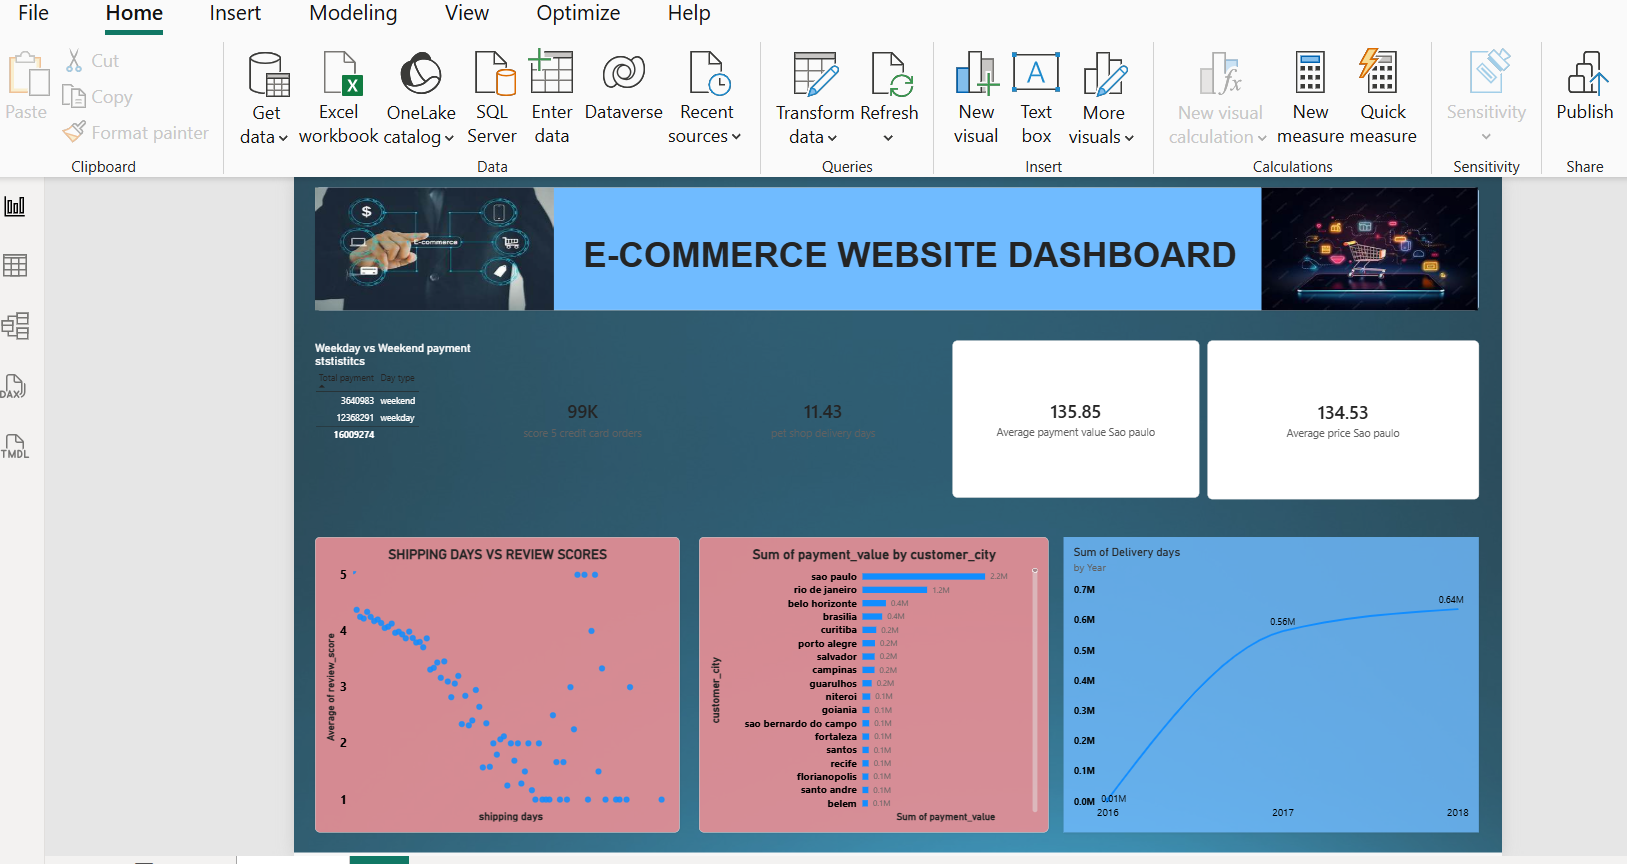 File Home Insert Modeling View Optimize Help
Paste
Cut
Copy
Format painter
Clipboard
Get data
Excel workbook
OneLake catalog
SQL Server
Enter data
Dataverse
Recent sources
Data
Transform data
Refresh
Queries
New visual
Text box
More visuals
Insert
New visual calculation
New measure
Quick measure
Calculations
Sensitivity
Sensitivity
Publish
Share
DAX
TMDL
$
E-commerce
E-COMMERCE WEBSITE DASHBOARD
Weekday vs Weekend payment
ststistitcs
Total payment Day type
3640983 weekend
12368291 weekday
16009274
99K
score 5 credit card orders
11.43
pet shop delivery days
135.85
Average payment value Sao paulo
134.53
Average price Sao paulo
SHIPPING DAYS VS REVIEW SCORES
Average of review_score
5
4
3
2
1
shipping days
Sum of payment_value by customer_city
customer_city
sao paulo 2.2M
rio de janeiro 1.2M
belo horizonte 0.4M
brasilia 0.4M
curitiba 0.2M
porto alegre 0.2M
salvador 0.2M
campinas 0.2M
guarulhos 0.2M
niteroi 0.1M
goiania 0.1M
sao bernardo do campo 0.1M
fortaleza 0.1M
santos 0.1M
recife 0.1M
florianopolis 0.1M
santo andre 0.1M
belem 0.1M
Sum of payment_value
Sum of Delivery days
by Year
0.7M
0.6M
0.5M
0.4M
0.3M
0.2M
0.1M
0.0M
0.01M
0.56M
0.64M
2016 2017 2018